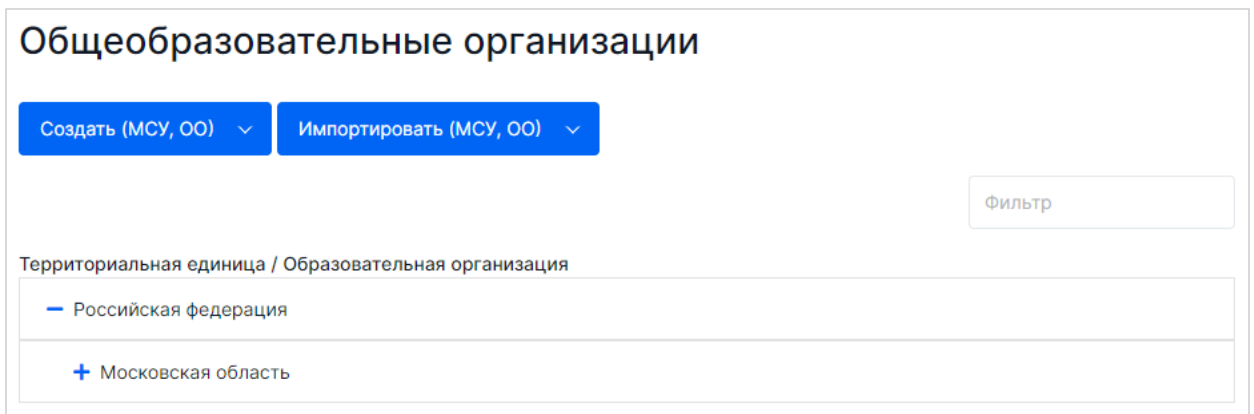 Общеобразовательные организации
Создать (МСУ, ОО) Импортировать (МСУ, ОО)
Фильтр
Территориальная единица / Образовательная организация
Российская федерация
Московская область